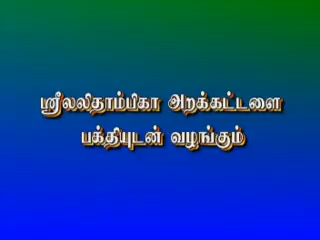 ஸ்ரீலலிதாம்பிகா அறக்கட்டளை
பக்தியுடன் வழங்கும்